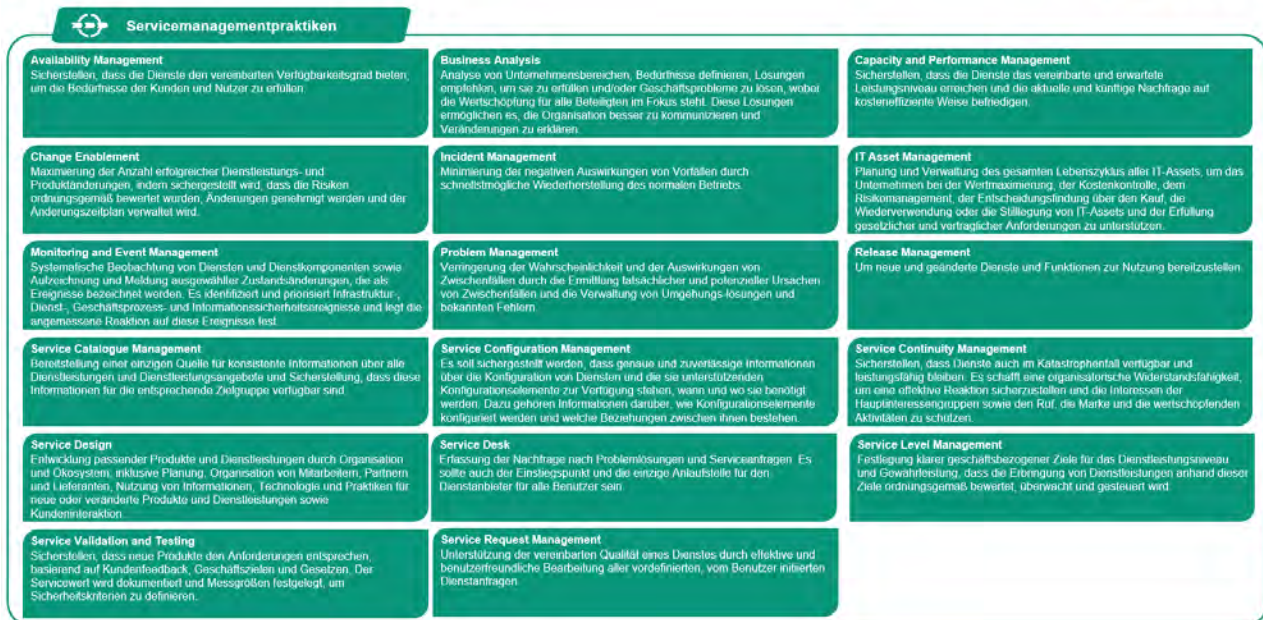 Servicemanagementpraktiken
Availability Management
Sicherstellen, dass die Dienste den vereinbarten Verfügbarkeitsgrad bieten,
um die Bedürfnisse der Kunden und Nutzer zu erfüllen.
Business Analysis
Analyse von Unternehmensbereichen, Bedürfnisse definieren, Lösungen
empfehlen, um sie zu erfüllen und/oder Geschäftsprobleme zu lösen, wobei
die Wertschöpfung für alle Beteiligten im Fokus steht. Diese Lösungen
ermöglichen es, die Organisation besser zu kommunizieren und
Veränderungen zu erklären.
Capacity and Performance Management
Sicherstellen, dass die Dienste das vereinbarte und erwartete
Leistungsniveau erreichen und die aktuelle und künftige Nachfrage auf
kosteneffiziente Weise befriedigen.
Change Enablement
Maximierung der Anzahl erfolgreicher Dienstleistungs- und
Produktänderungen, indem sichergestellt wird, dass die Risiken
ordnungsgemäß bewertet wurden, Änderungen genehmigt werden und der
Änderungszeitplan verwaltet wird.
Incident Management
Minimierung der negativen Auswirkungen von Vorfällen durch
schnellstmögliche Wiederherstellung des normalen Betriebs.
IT Asset Management
Planung und Verwaltung des gesamten Lebenszyklus aller IT-Assets, um das
Unternehmen bei der Wertmaximierung, der Kostenkontrolle, dem
Risikomanagement, der Entscheidungsfindung über den Kauf, die
Wiederverwendung oder die Stilllegung von IT-Assets und der Erfüllung
gesetzlicher und vertraglicher Anforderungen zu unterstützen.
Monitoring and Event Management
Systematische Beobachtung von Diensten und Dienstkomponenten sowie
Aufzeichnung und Meldung ausgewählter Zustandsänderungen, die als
Ereignisse bezeichnet werden. Es identifiziert und priorisiert Infrastruktur-,
Dienst-, Geschäftsprozess- und Informationssicherheitsereignisse und legt die
angemessene Reaktion auf diese Ereignisse fest.
Problem Management
Verringerung der Wahrscheinlichkeit und der Auswirkungen von
Zwischenfällen durch die Ermittlung tatsächlicher und potenzieller Ursachen
von Zwischenfällen und die Verwaltung von Umgehungs-lösungen und
bekannten Fehlern.
Release Management
Um neue und geänderte Dienste und Funktionen zur Nutzung bereitzustellen.
Service Catalogue Management
Bereitstellung einer einzigen Quelle für konsistente Informationen über alle
Dienstleistungen und Dienstleistungsangebote und Sicherstellung, dass diese
Informationen für die entsprechende Zielgruppe verfügbar sind.
Service Configuration Management
Es soll sichergestellt werden, dass genaue und zuverlässige Informationen
über die Konfiguration von Diensten und die sie unterstützenden
Konfigurationselemente zur Verfügung stehen, wann und wo sie benötigt
werden. Dazu gehören Informationen darüber, wie Konfigurationselemente
konfiguriert werden und welche Beziehungen zwischen ihnen bestehen.
Service Continuity Management
Sicherstellen, dass Dienste auch im Katastrophenfall verfügbar und
leistungsfähig bleiben. Es schafft eine organisatorische Widerstandsfähigkeit,
um eine effektive Reaktion sicherzustellen und die Interessen der
Hauptinteressengruppen sowie den Ruf, die Marke und die wertschöpfenden
Aktivitäten zu schützen.
Service Design
Entwicklung passender Produkte und Dienstleistungen durch Organisation
und Ökosystem, inklusive Planung, Organisation von Mitarbeitern, Partnern
und Lieferanten, Nutzung von Informationen, Technologie und Praktiken für
neue oder veränderte Produkte und Dienstleistungen sowie
Kundeninteraktion.
Service Desk
Erfassung der Nachfrage nach Problemlösungen und Serviceanfragen. Es
sollte auch der Einstiegspunkt und die einzige Anlaufstelle für den
Dienstanbieter für alle Benutzer sein.
Service Level Management
Festlegung klarer geschäftsbezogener Ziele für das Dienstleistungsniveau
und Gewährleistung, dass die Erbringung von Dienstleistungen anhand dieser
Ziele ordnungsgemäß bewertet, überwacht und gesteuert wird.
Service Validation and Testing
Sicherstellen, dass neue Produkte den Anforderungen entsprechen,
basierend auf Kundenfeedback, Geschäftszielen und Gesetzen. Der
Servicewert wird dokumentiert und Messgrößen festgelegt, um
Sicherheitskriterien zu definieren.
Service Request Management
Unterstützung der vereinbarten Qualität eines Dienstes durch effektive und
benutzerfreundliche Bearbeitung aller vordefinierten, vom Benutzer initiierten
Dienstanfragen.